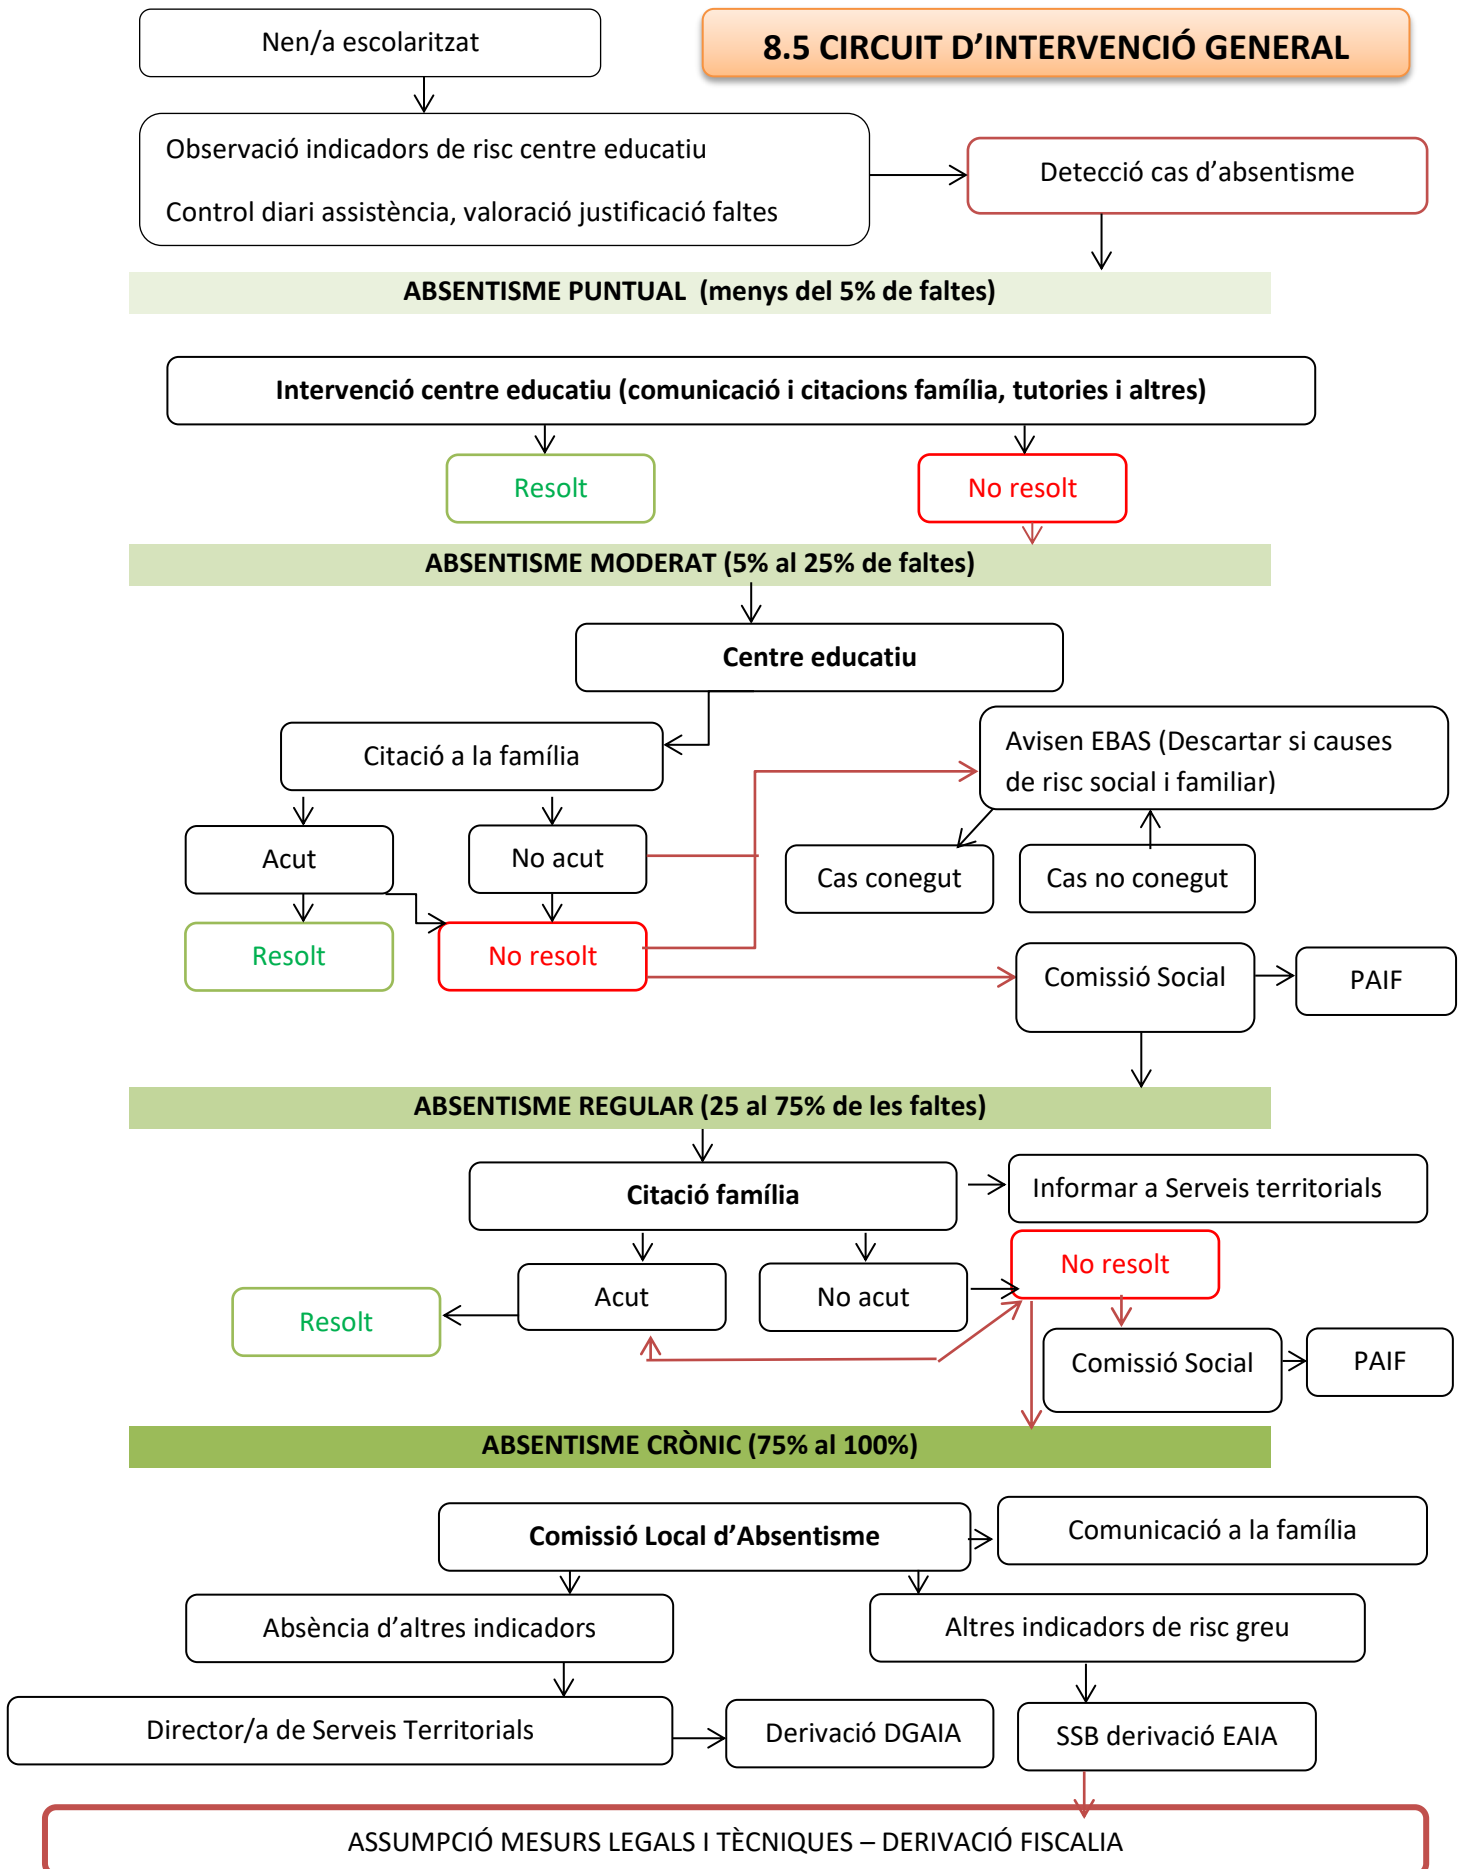 Nen/a escolaritzat
8.5 CIRCUIT D’INTERVENCIÓ GENERAL
Observació indicadors de risc centre educatiu
Control diari assistència, valoració justificació faltes
Detecció cas d’absentisme
ABSENTISME PUNTUAL (menys del 5% de faltes)
Intervenció centre educatiu (comunicació i citacions família, tutories i altres)
Resolt
No resolt
ABSENTISME MODERAT (5% al 25% de faltes)
Centre educatiu
Citació a la família
Avisen EBAS (Descartar si causes
de risc social i familiar)
Acut
No acut
Cas conegut
Cas no conegut
Resolt
No resolt
Comissió Social
PAIF
ABSENTISME REGULAR (25 al 75% de les faltes)
Citació família
Informar a Serveis territorials
Acut
No acut
No resolt
Resolt
Comissió Social
PAIF
ABSENTISME CRÒNIC (75% al 100%)
Comissió Local d’Absentisme
Comunicació a la família
Absència d’altres indicadors
Altres indicadors de risc greu
Director/a de Serveis Territorials
Derivació DGAIA
SSB derivació EAIA
ASSUMPCIÓ MESURS LEGALS I TÈCNIQUES – DERIVACIÓ FISCALIA